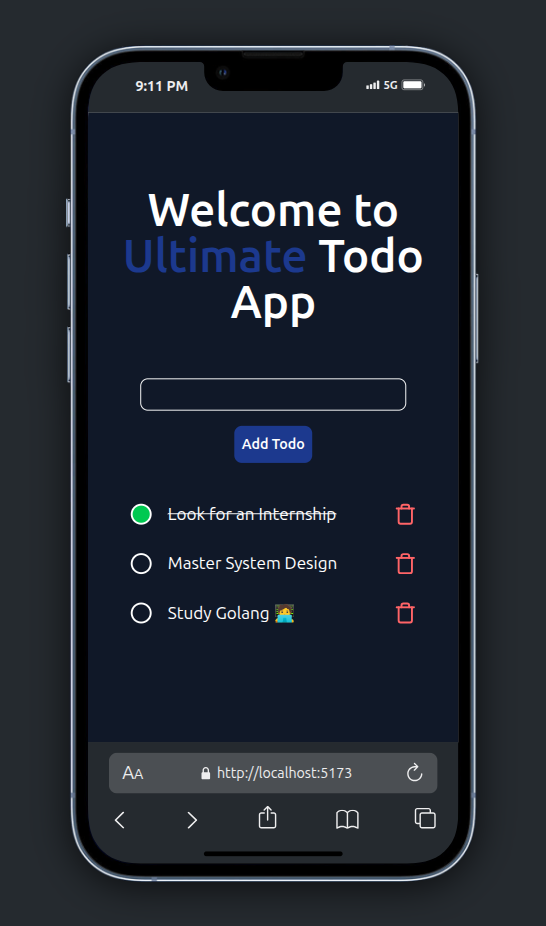 9:11 PM 5G
Welcome to
Ultimate Todo
App
Add Todo
Look for an Internship
Master System Design
Study Golang 🧑‍💻
AA http://localhost:5173